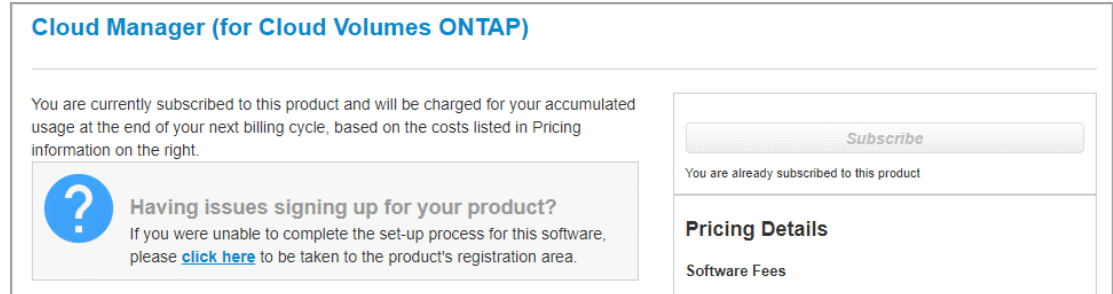 Cloud Manager (for Cloud Volumes ONTAP)
You are currently subscribed to this product and will be charged for your accumulated
usage at the end of your next billing cycle, based on the costs listed in Pricing
information on the right.
?
Having issues signing up for your product?
If you were unable to complete the set-up process for this software,
please click here to be taken to the product's registration area.
Subscribe
You are already subscribed to this product
Pricing Details
Software Fees